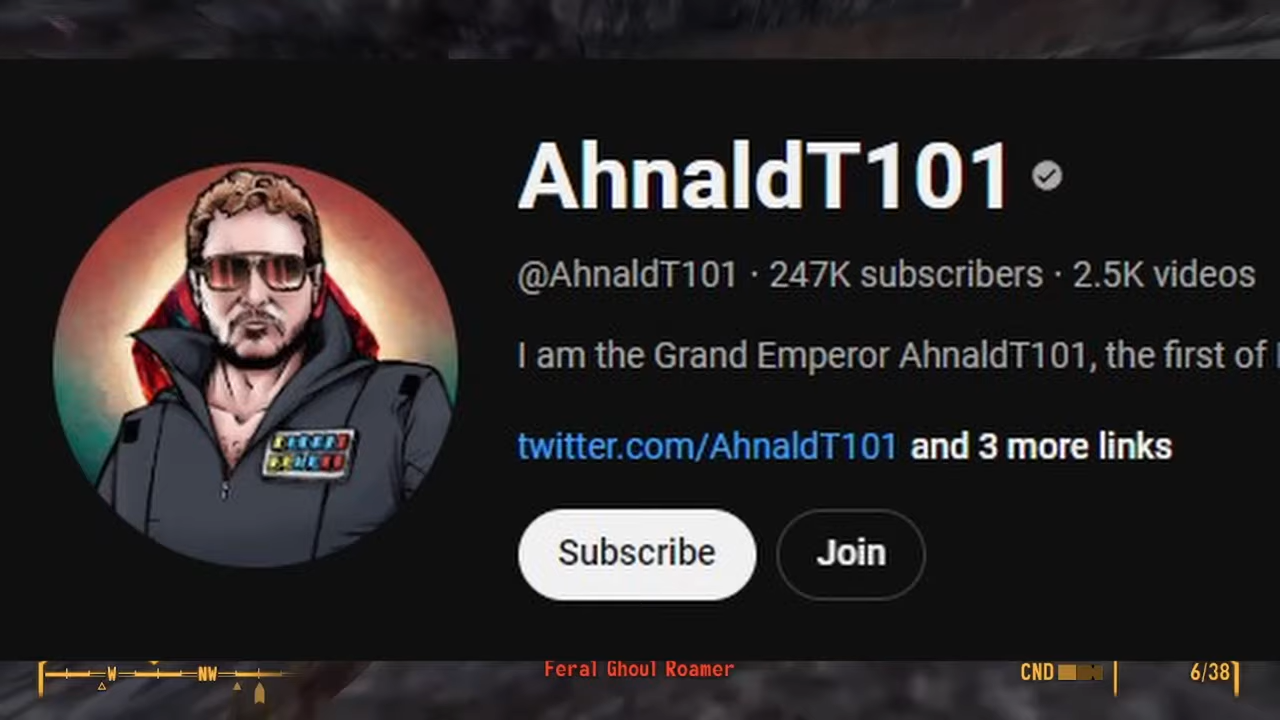 AhnaldT101
@AhnaldT101 · 247K subscribers · 2.5K videos
I am the Grand Emperor AhnaldT101, the first of
twitter.com/AhnaldT101 and 3 more links
Subscribe Join
W NW Feral Ghoul Roamer CND 6/38